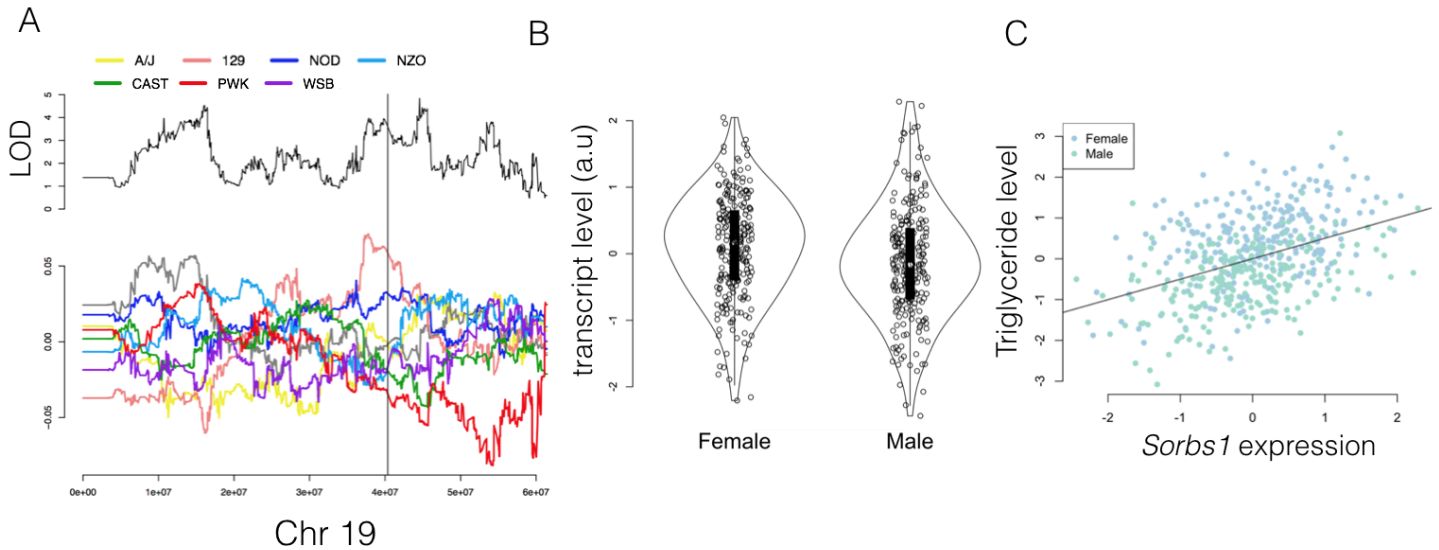 A
A/J 129 NOD NZO
CAST PWK WSB
LOD
5
4
3
2
1
0
0.05
0.00
-0.05
0e+00 1e+07 2e+07 3e+07 4e+07 5e+07 6e+07
Chr 19
B
transcript level (a.u)
2
1
0
-1
-2
Female Male
C
Female
Male
Triglyceride level
3
2
1
0
-1
-2
-3
-2 -1 0 1 2
Sorbs1 expression